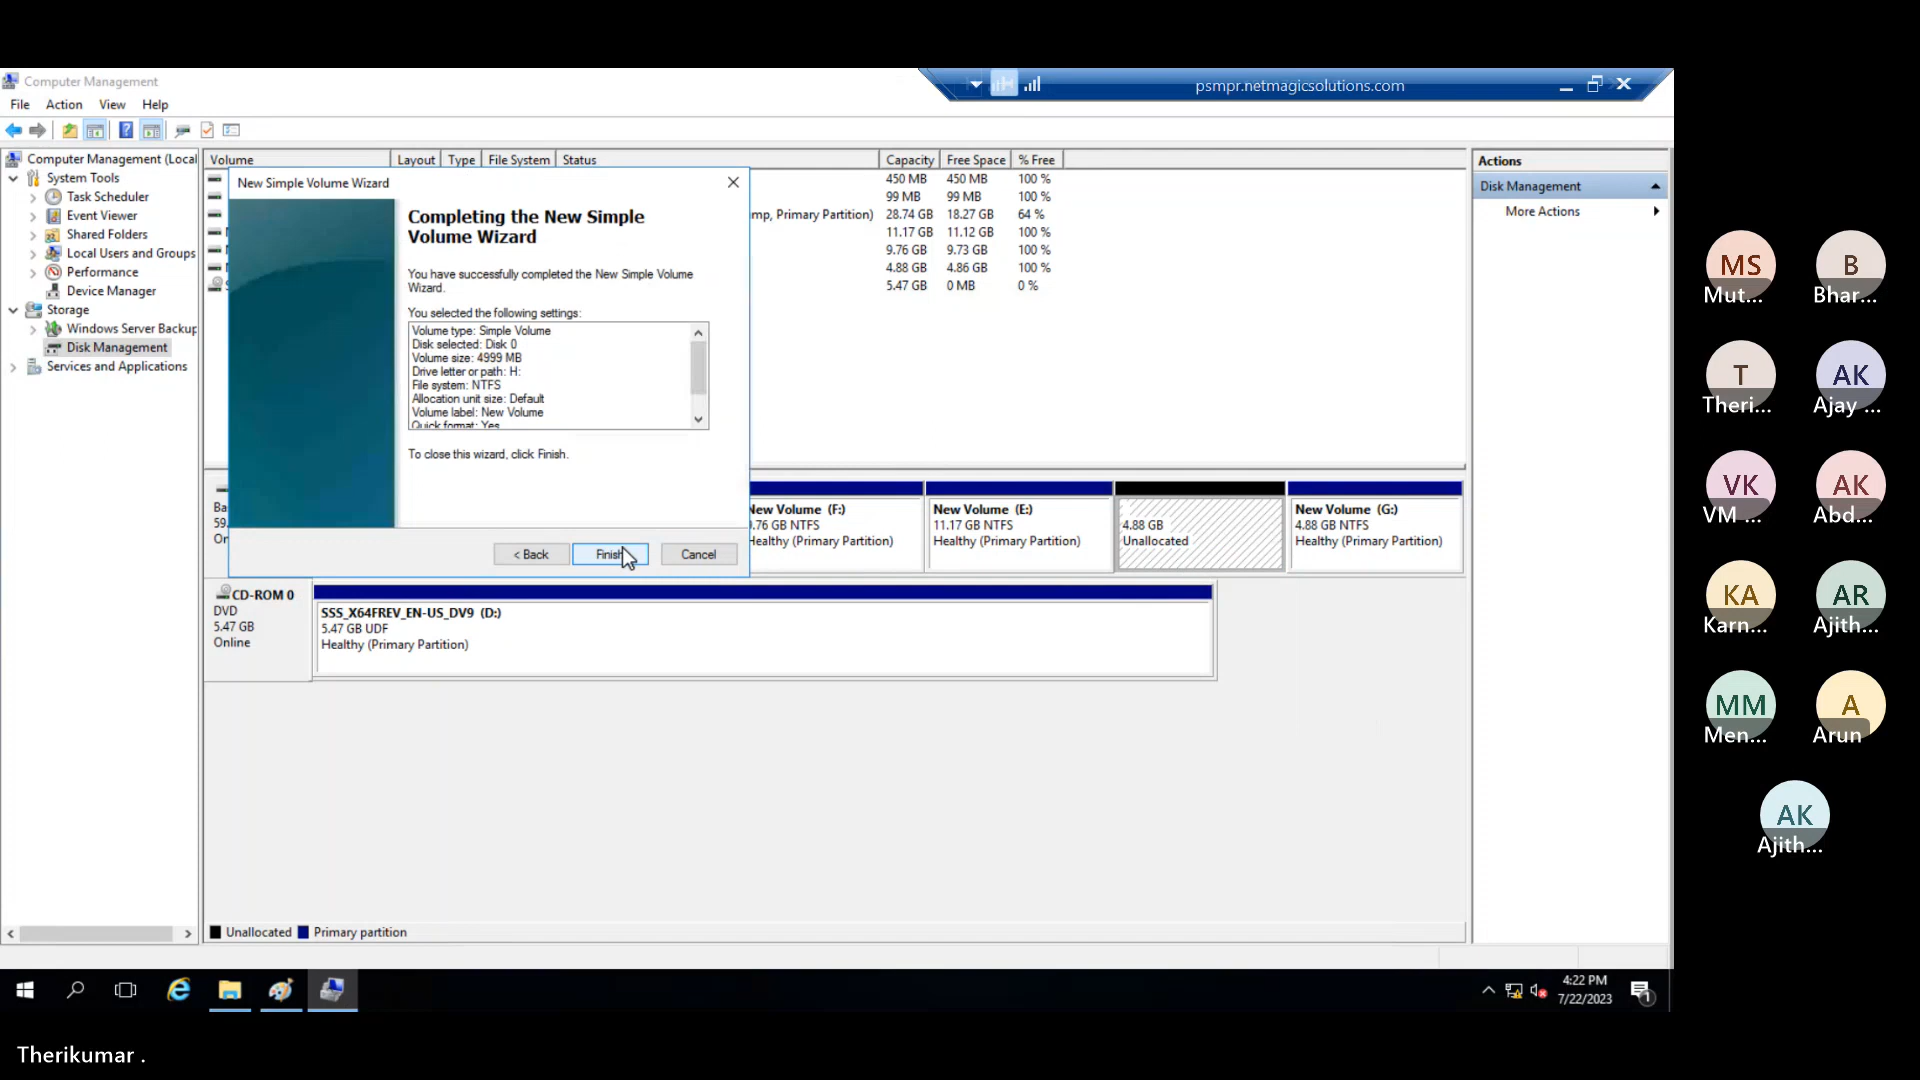 Computer Management
psmpr.netmagicsolutions.com
File Action View Help
Computer Management (Local
System Tools
Task Scheduler
Event Viewer
Shared Folders
Local Users and Groups
Performance
Device Manager
Storage
Windows Server Backup
Disk Management
Services and Applications
Volume Layout Type File System Status Capacity Free Space % Free
450 MB 450 MB 100 %
99 MB 99 MB 100 %
mp, Primary Partition) 28.74 GB 18.27 GB 64 %
11.17 GB 11.12 GB 100 %
9.76 GB 9.73 GB 100 %
4.88 GB 4.86 GB 100 %
5.47 GB 0 MB 0 %
New Simple Volume Wizard
Completing the New Simple
Volume Wizard
You have successfully completed the New Simple Volume
Wizard.
You selected the following settings:
Volume type: Simple Volume
Disk selected: Disk 0
Volume size: 4999 MB
Drive letter or path: H:
File system: NTFS
Allocation unit size: Default
Volume label: New Volume
Quick format: Yes
To close this wizard, click Finish.
< Back
Finish
Cancel
Ba
59.
Or
New Volume (F:)
9.76 GB NTFS
Healthy (Primary Partition)
New Volume (E:)
11.17 GB NTFS
Healthy (Primary Partition)
4.88 GB
Unallocated
New Volume (G:)
4.88 GB NTFS
Healthy (Primary Partition)
CD-ROM 0
DVD
5.47 GB
Online
SSS_X64FREV_EN-US_DV9 (D:)
5.47 GB UDF
Healthy (Primary Partition)
Unallocated Primary partition
Actions
Disk Management
More Actions
4:22 PM
7/22/2023
1
MS
Mut...
B
Bhar...
T
Theri...
AK
Ajay ...
VK
VM ...
AK
Abd...
KA
Karn...
AR
Ajith...
MM
Men...
A
Arun
AK
Ajith...
Therikumar .